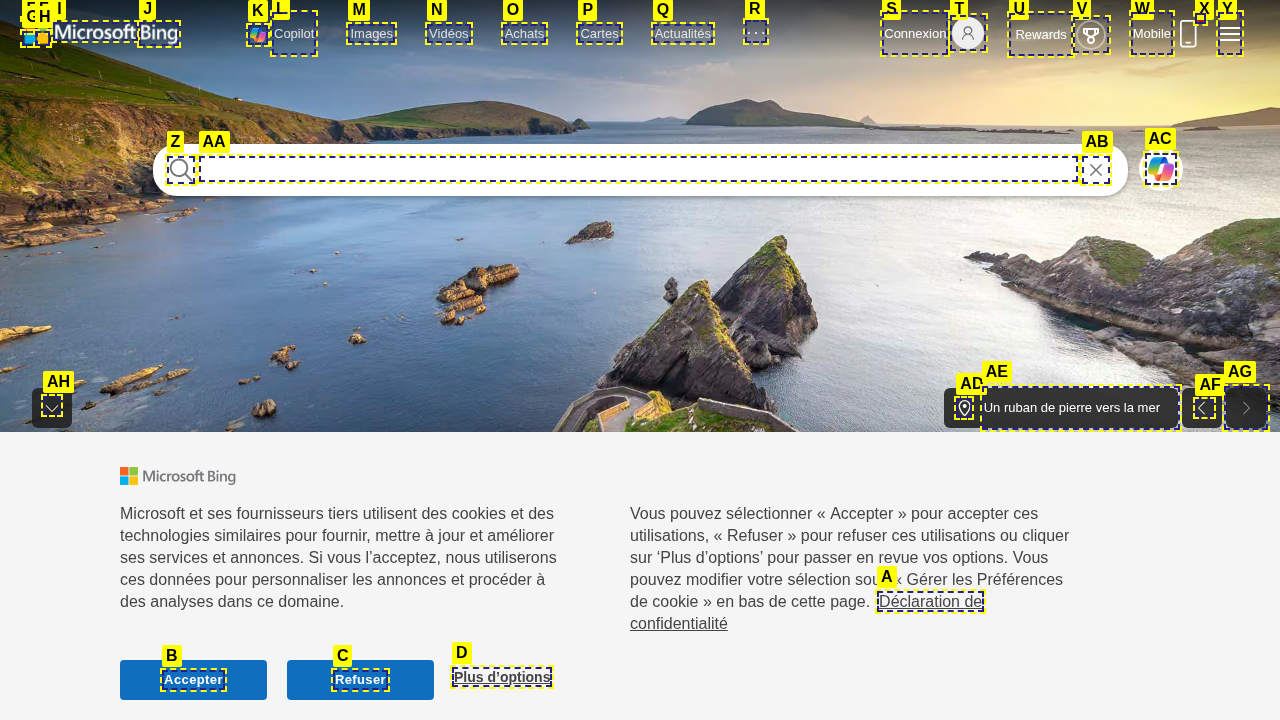 Microsoft Bing
Copilot
Images
Vidéos
Achats
Cartes
Actualités
Connexion
Rewards
Mobile
G
H
I
J
K
L
M
N
O
P
Q
R
S
T
U
V
W
X
Y
Z
AA
AB
AC
AD
AE
AF
AG
AH
Un ruban de pierre vers la mer
Microsoft Bing
Microsoft et ses fournisseurs tiers utilisent des cookies et des
technologies similaires pour fournir, mettre à jour et améliorer
ses services et annonces. Si vous l’acceptez, nous utiliserons
ces données pour personnaliser les annonces et procéder à
des analyses dans ce domaine.
Vous pouvez sélectionner « Accepter » pour accepter ces
utilisations, « Refuser » pour refuser ces utilisations ou cliquer
sur ‘Plus d’options’ pour passer en revue vos options. Vous
pouvez modifier votre sélection sous « Gérer les Préférences
de cookie » en bas de cette page. Déclaration de
confidentialité
A
B
Accepter
C
Refuser
D
Plus d’options